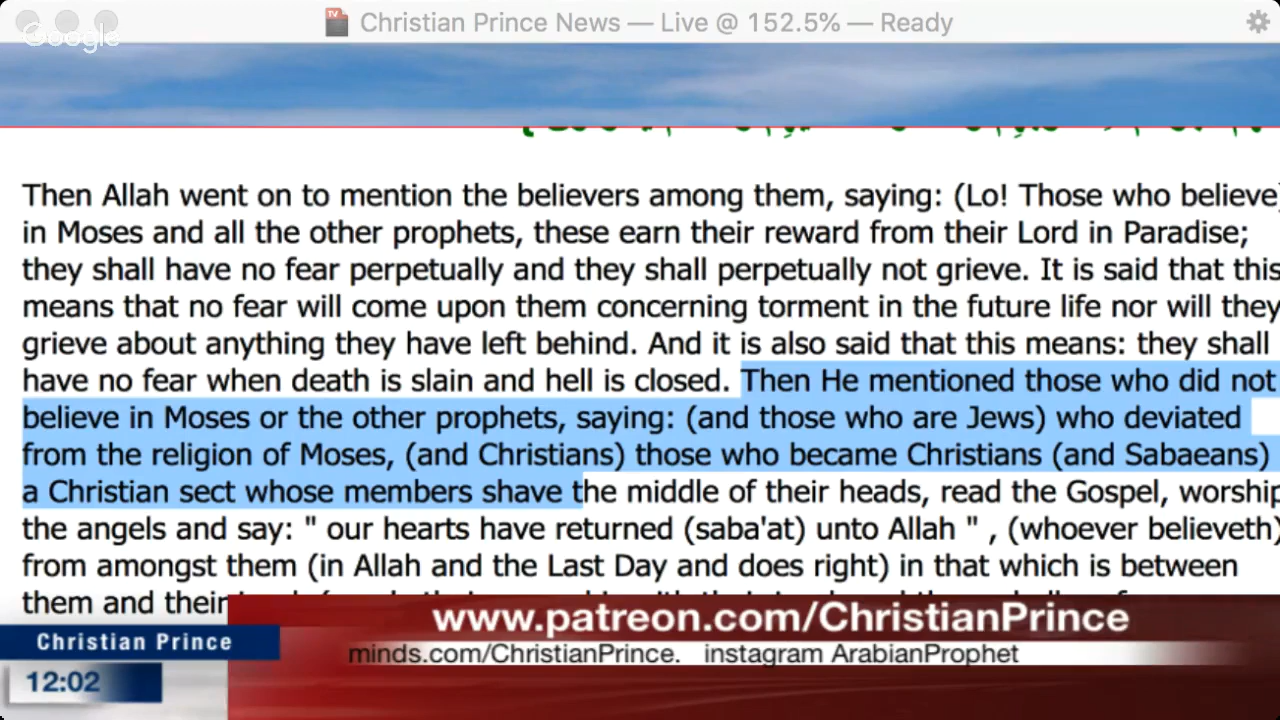 Christian Prince News — Live @ 152.5% — Ready
Google
Then Allah went on to mention the believers among them, saying: (Lo! Those who believe)
in Moses and all the other prophets, these earn their reward from their Lord in Paradise;
they shall have no fear perpetually and they shall perpetually not grieve. It is said that this
means that no fear will come upon them concerning torment in the future life nor will they
grieve about anything they have left behind. And it is also said that this means: they shall
have no fear when death is slain and hell is closed. Then He mentioned those who did not
believe in Moses or the other prophets, saying: (and those who are Jews) who deviated
from the religion of Moses, (and Christians) those who became Christians (and Sabaeans)
a Christian sect whose members shave the middle of their heads, read the Gospel, worship
the angels and say: " our hearts have returned (saba'at) unto Allah " , (whoever believeth)
from amongst them (in Allah and the Last Day and does right) in that which is between
them and their
www.patreon.com/ChristianPrince
Christian Prince
minds.com/ChristianPrince. instagram ArabianProphet
12:02
TV